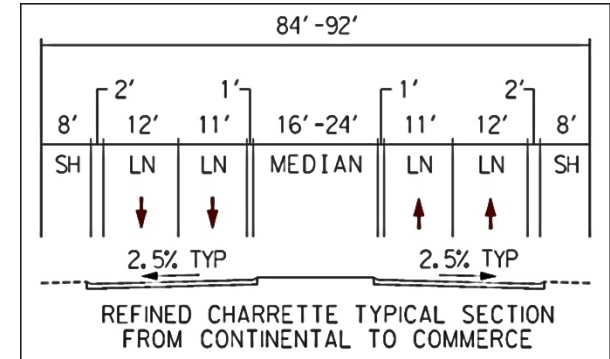 84'-92'
2' 1' 1' 2'
8' 12' 11' 16'-24' 11' 12' 8'
SH LN LN MEDIAN LN LN SH
2.5% TYP 2.5% TYP
REFINED CHARRETTE TYPICAL SECTION
FROM CONTINENTAL TO COMMERCE